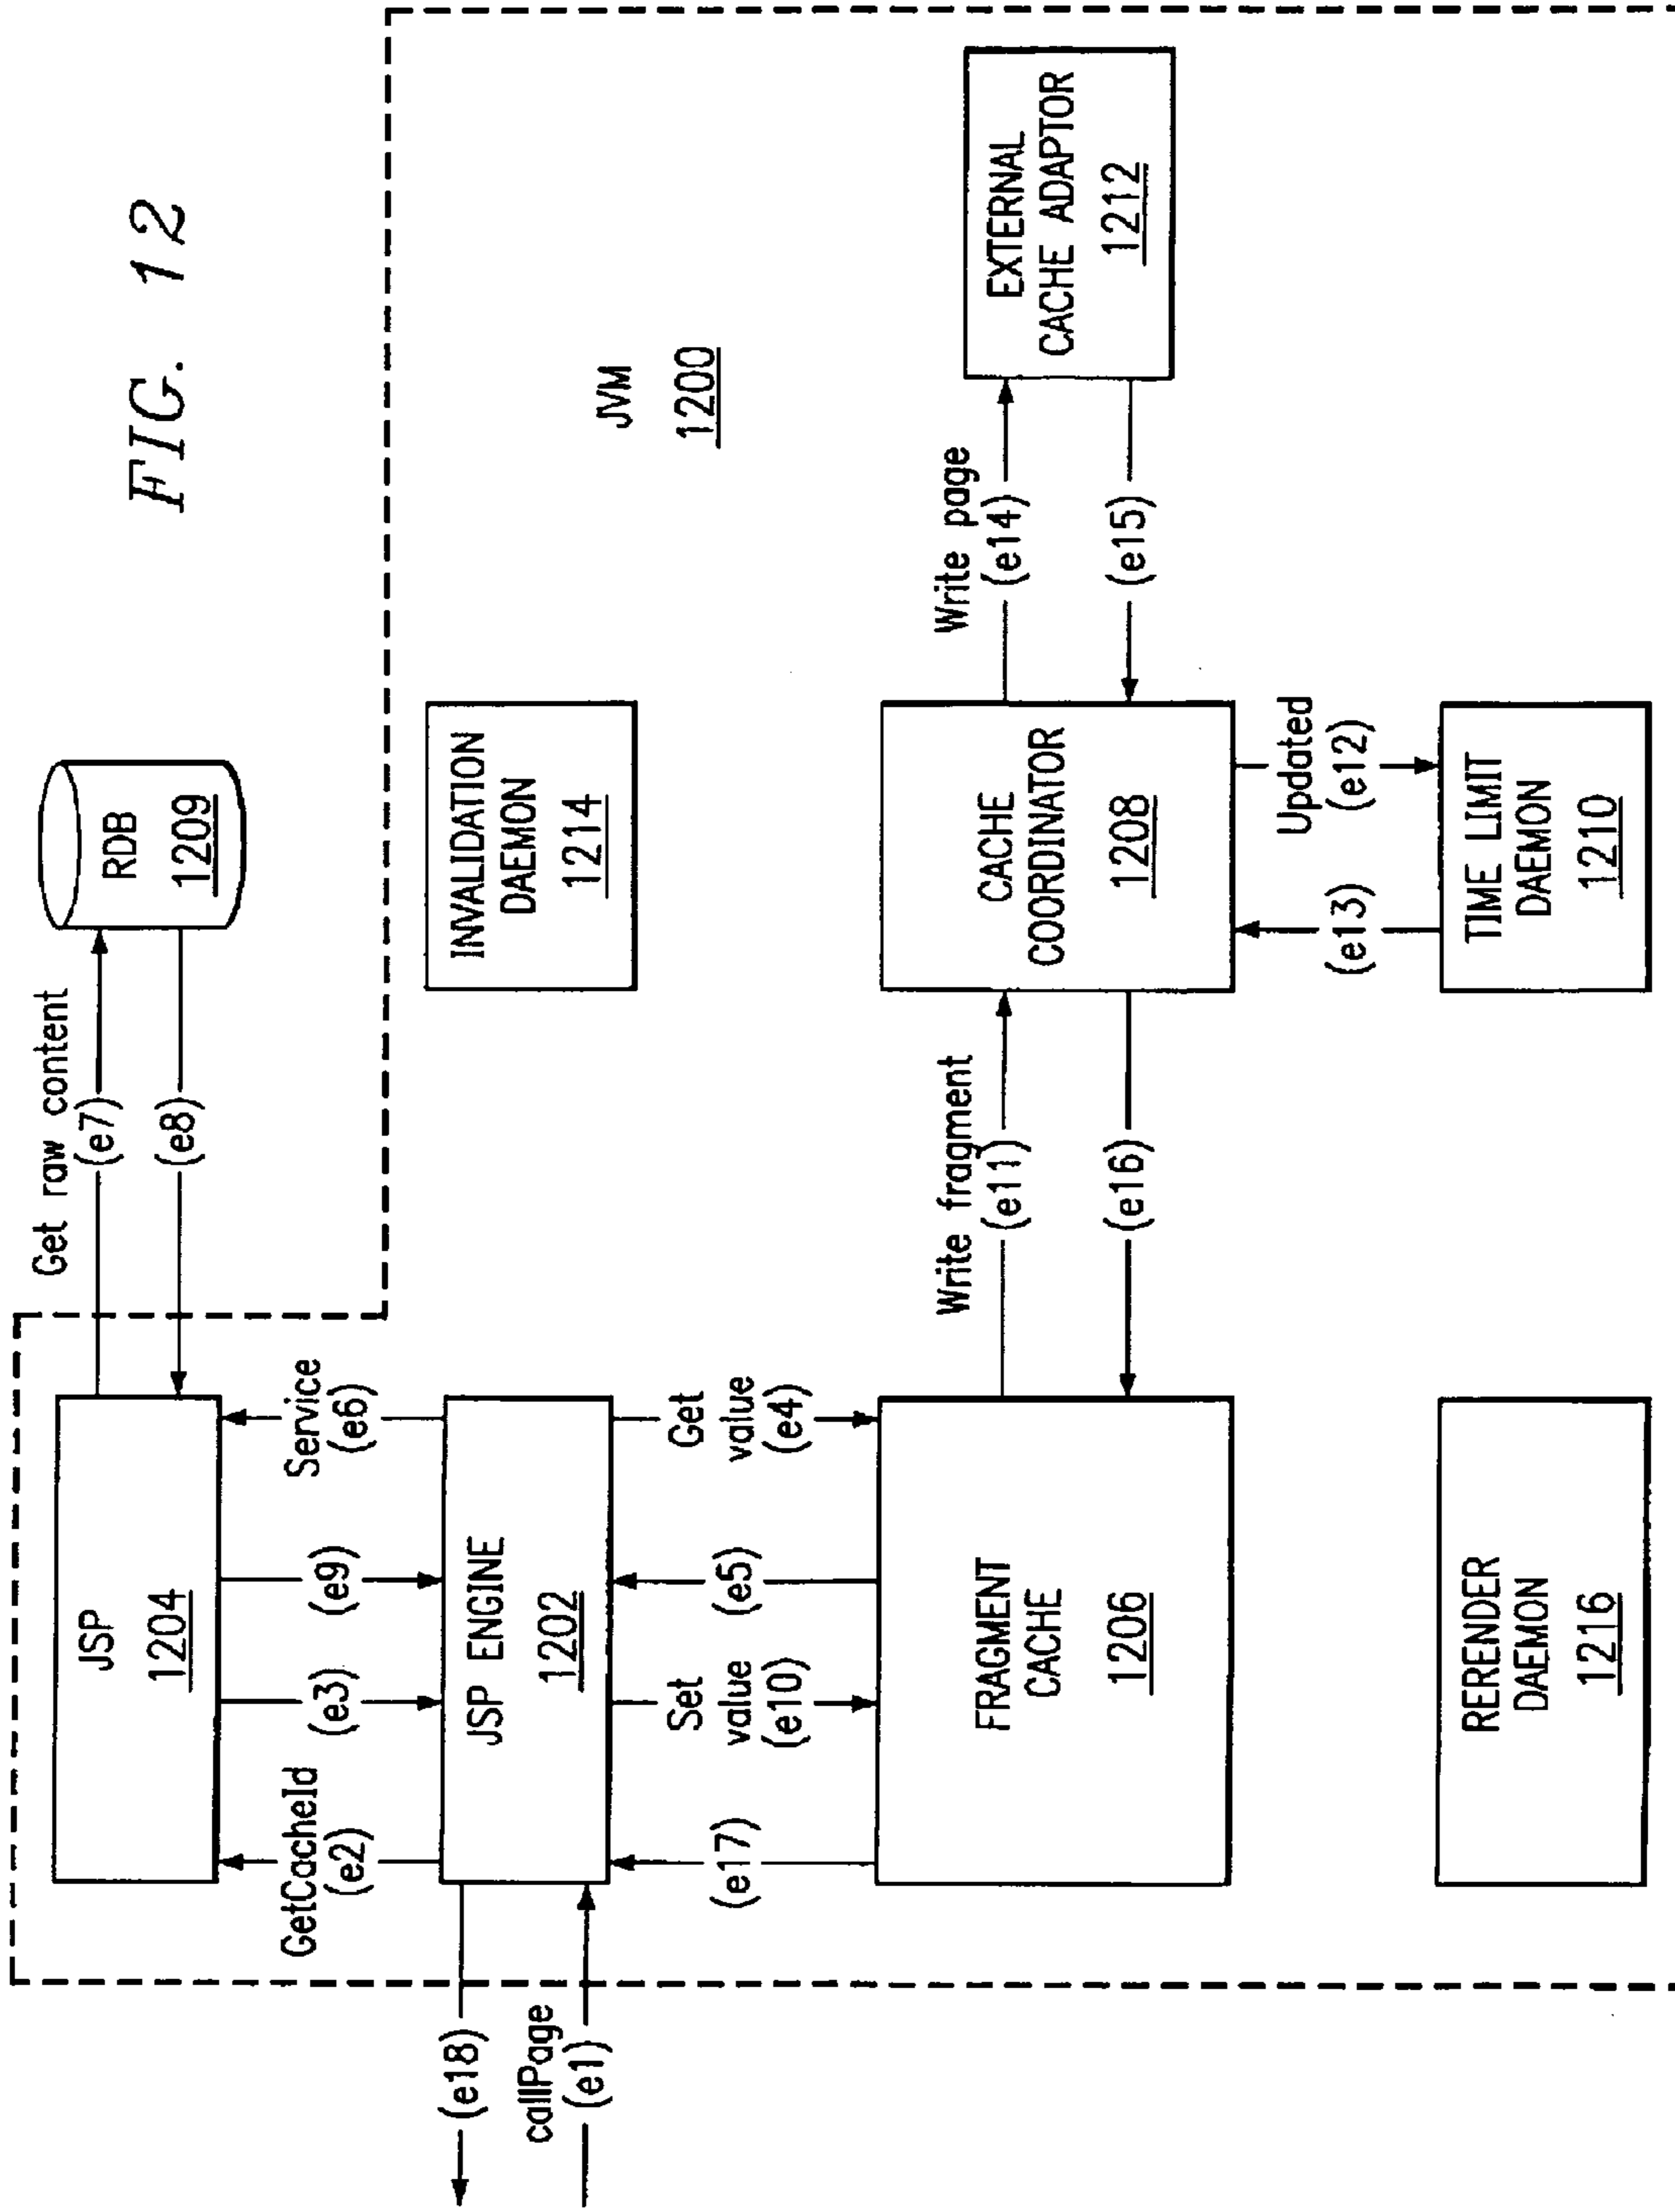 FIG. 12
JSP
1204
Get raw content
(e7)
(e8)
RDB
1209
GetCacheId
(e2)
(e3)
(e9)
Service
(e6)
(e18)
callPage
(e1)
JSP ENGINE
1202
INVALIDATION
DAEMON
1214
JVM
1200
(e17)
Set
value
(e10)
(e5)
Get
value
(e4)
FRAGMENT
CACHE
1206
Write fragment
(e11)
(e16)
CACHE
COORDINATOR
1208
Write page
(e14)
(e15)
EXTERNAL
CACHE ADAPTOR
1212
(e13)
Updated
(e12)
RERENDER
DAEMON
1216
TIME LIMIT
DAEMON
1210